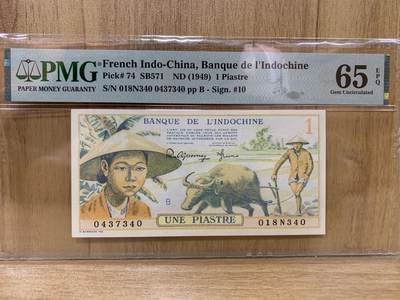 PMG
PAPER MONEY GUARANTY
French Indo-China, Banque de l'Indochine
Pick# 74 SB571 ND (1949) 1 Piastre
S/N 018N340 0437340 pp B - Sign. #10
65 EPQ
Gem Uncirculated
BANQUE DE L'INDOCHINE
1
B
0437340
UNE PIASTRE
018N340